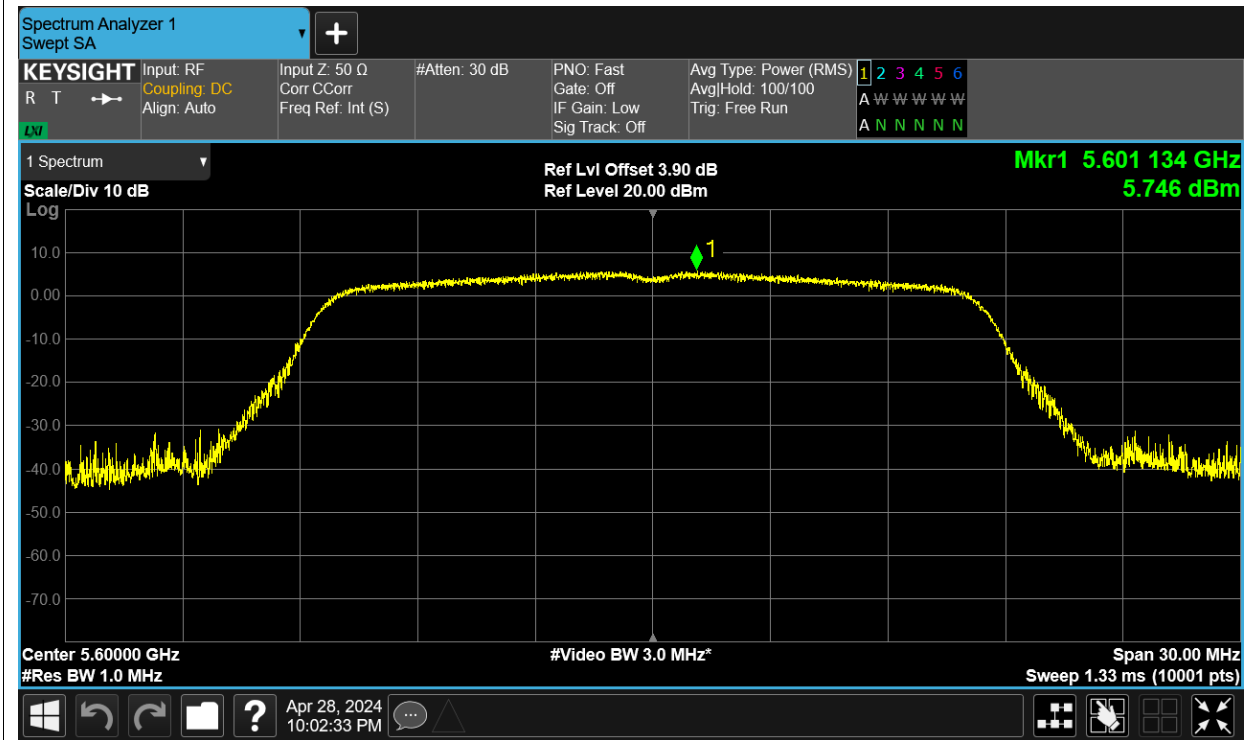 Spectrum Analyzer 1
Swept SA
KEYSIGHT
R T
LXI
Input: RF
Coupling: DC
Align: Auto
Input Z: 50 Ω
Corr CCorr
Freq Ref: Int (S)
#Atten: 30 dB
PNO: Fast
Gate: Off
IF Gain: Low
Sig Track: Off
Avg Type: Power (RMS)
Avg|Hold: 100/100
Trig: Free Run
1 2 3 4 5 6
A W W W W W
A N N N N N
1 Spectrum
Scale/Div 10 dB
Log
Ref Lvl Offset 3.90 dB
Ref Level 20.00 dBm
Mkr1 5.601 134 GHz
5.746 dBm
1
10.0
0.00
-10.0
-20.0
-30.0
-40.0
-50.0
-60.0
-70.0
Center 5.60000 GHz
#Res BW 1.0 MHz
#Video BW 3.0 MHz*
Span 30.00 MHz
Sweep 1.33 ms (10001 pts)
?
Apr 28, 2024
10:02:33 PM